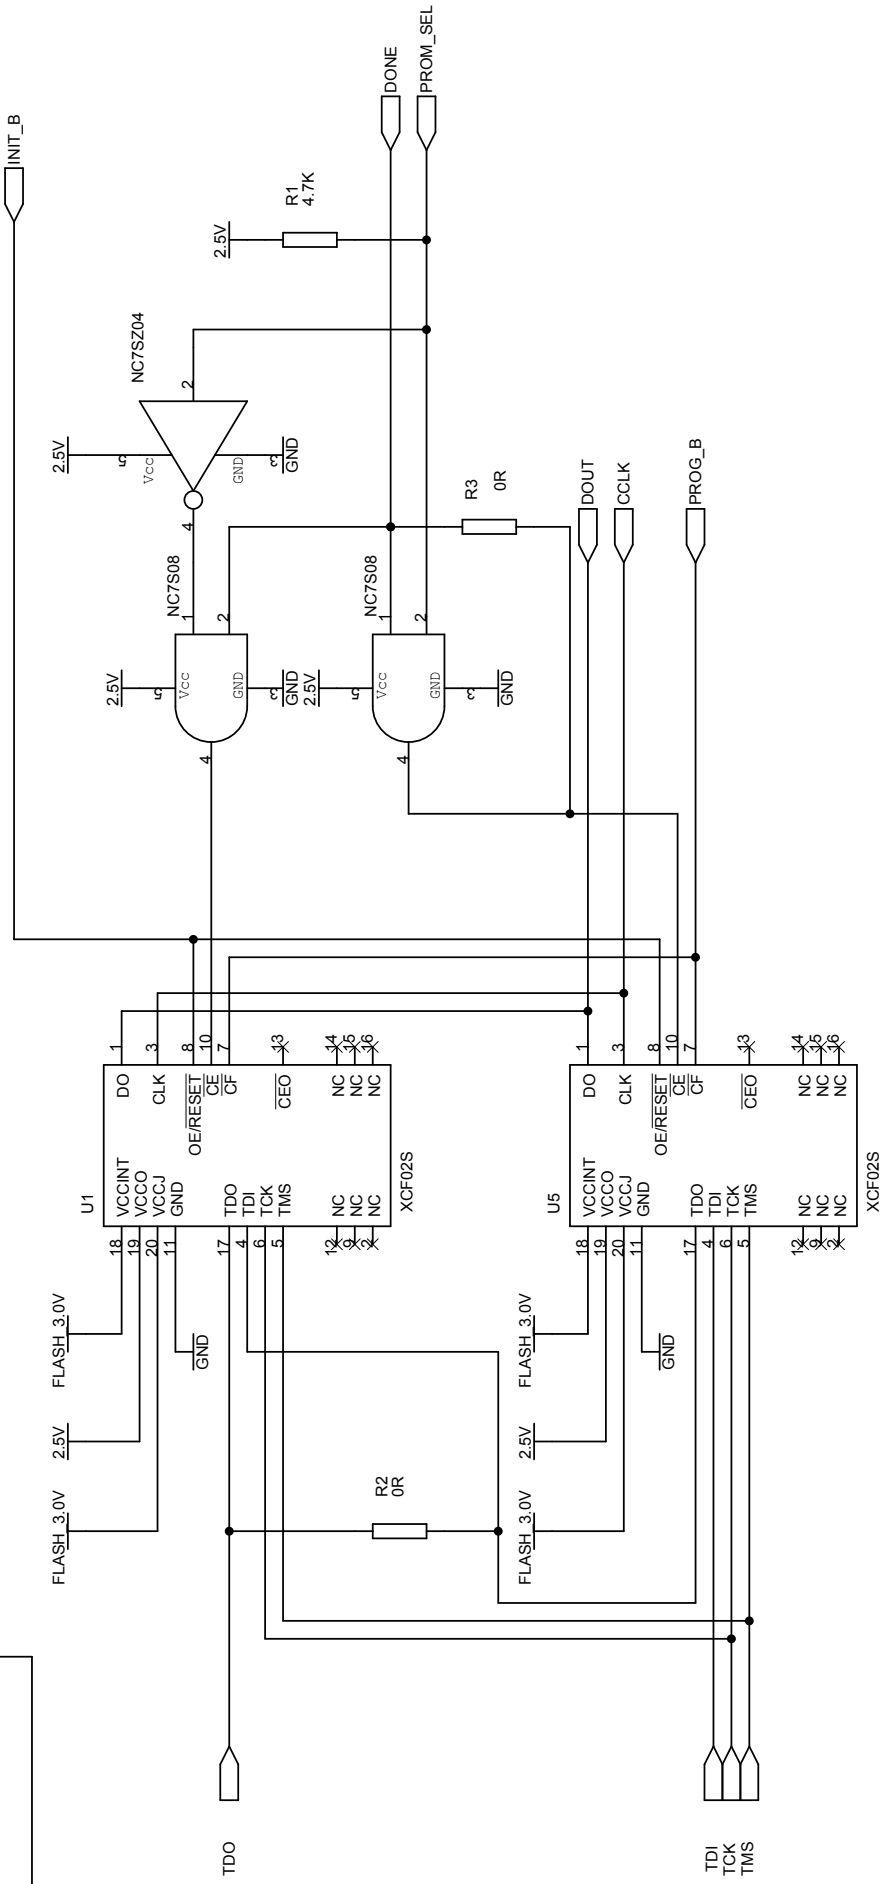 INIT_B
FLASH_3.0V
2.5V
FLASH_3.0V
U1
18
VCCINT
DO
1
19
VCCO
20
VCCJ
CLK
3
11
GND
OE/RESET
8
CE
10
17
TDO
CF
7
4
TDI
6
TCK
5
TMS
CEO
13
12
NC
NC
14
9
NC
NC
15
2
NC
NC
16
XCF02S
GND
TDO
R2
0R
2.5V
5
Vcc
GND
3
GND
4
2
NC7SZ04
2.5V
5
Vcc
GND
3
GND
4
1
2
NC7S08
2.5V
5
Vcc
GND
3
GND
4
1
2
NC7S08
2.5V
R1
4.7K
DONE
PROM_SEL
R3
0R
FLASH_3.0V
2.5V
FLASH_3.0V
U5
18
VCCINT
DO
1
19
VCCO
20
VCCJ
CLK
3
11
GND
OE/RESET
8
CE
10
17
TDO
CF
7
4
TDI
6
TCK
5
TMS
CEO
13
12
NC
NC
14
9
NC
NC
15
2
NC
NC
16
XCF02S
GND
DOUT
CCLK
PROG_B
TDI
TCK
TMS